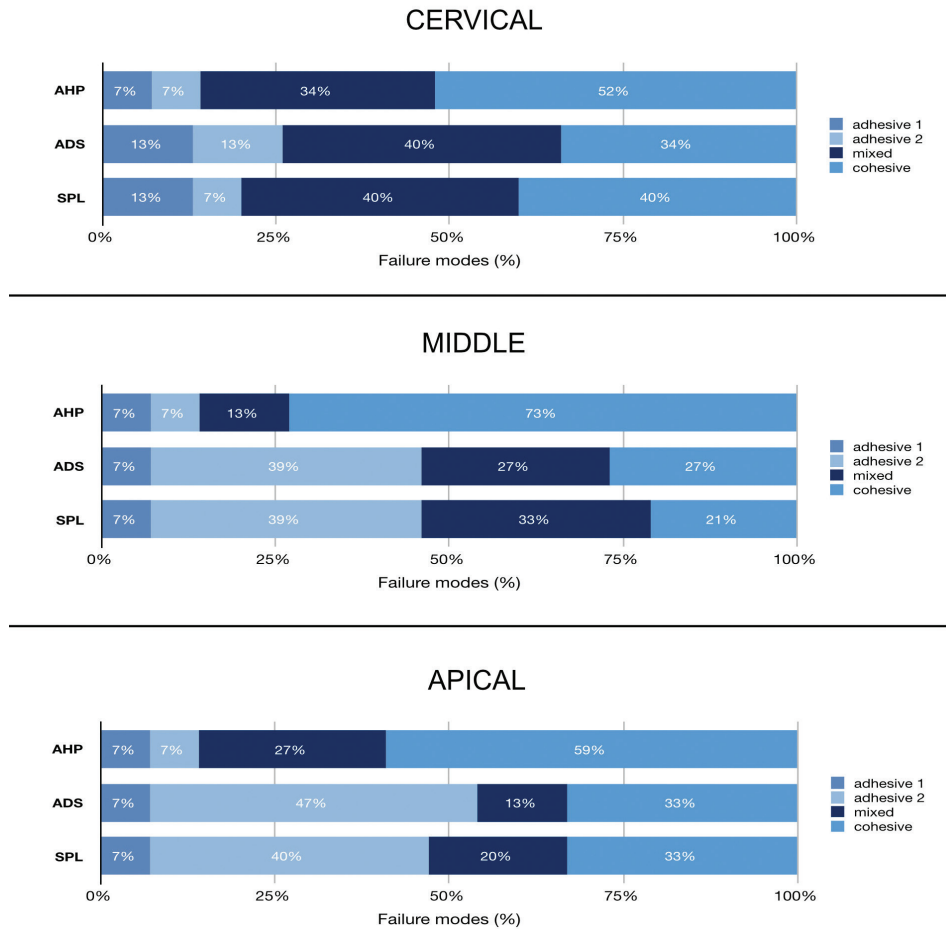 CERVICAL
AHP 7% 7% 34% 52%
ADS 13% 13% 40% 34%
SPL 13% 7% 40% 40%
0% 25% 50% 75% 100%
Failure modes (%)
adhesive 1
adhesive 2
mixed
cohesive
MIDDLE
AHP 7% 7% 13% 73%
ADS 7% 39% 27% 27%
SPL 7% 39% 33% 21%
0% 25% 50% 75% 100%
Failure modes (%)
adhesive 1
adhesive 2
mixed
cohesive
APICAL
AHP 7% 7% 27% 59%
ADS 7% 47% 13% 33%
SPL 7% 40% 20% 33%
0% 25% 50% 75% 100%
Failure modes (%)
adhesive 1
adhesive 2
mixed
cohesive